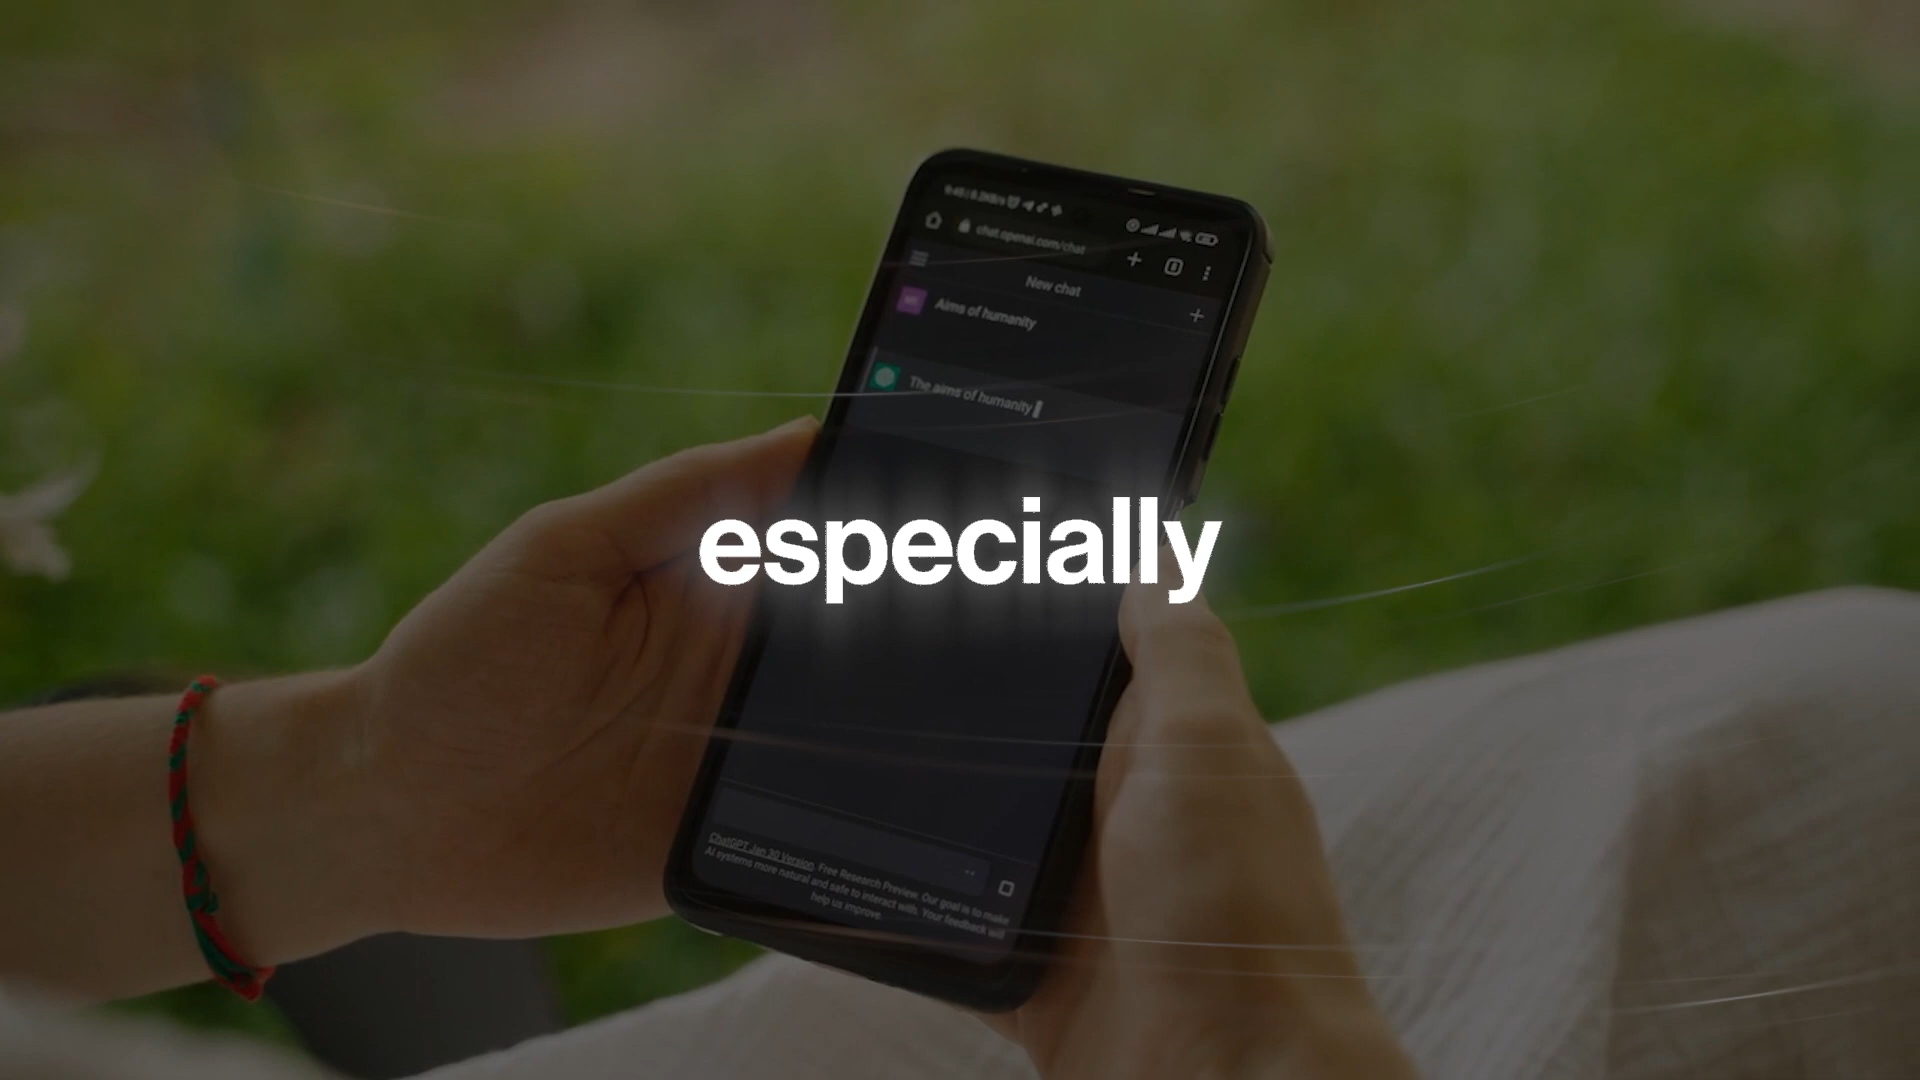 chat.openai.com/chat
New chat
Aims of humanity
The aims of humanity
especially
ChatGPT Jan 30 Version. Free Research Preview. Our goal is to make
AI systems more natural and safe to interact with. Your feedback will
help us improve.